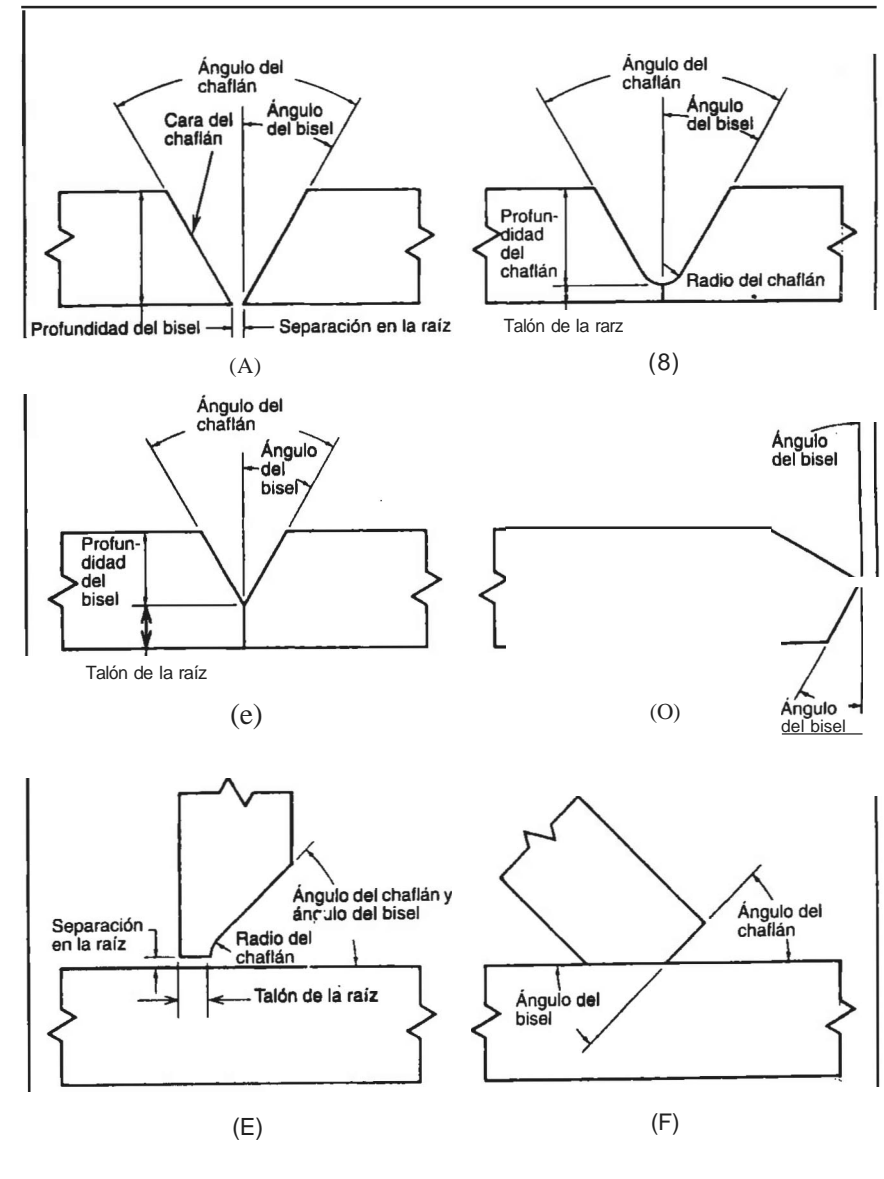 Ángulo del
chaflán
Cara del
chaflán
Ángulo
del bisel
Profundidad del bisel
Separación en la raíz
(A)
Ángulo del
chaflán
Ángulo
del bisel
Profun-
didad
del
chaflán
Radio del chaflán
Talón de la rarz
(8)
Ángulo del
chaflán
Ángulo
del
bisel
Profun-
didad
del
bisel
Talón de la raíz
(e)
Ángulo
del bisel
Ángulo
del bisel
(O)
Separación
en la raíz
Ángulo del chaflán y
ángulo del bisel
Radio del
chaflán
Talón de la raíz
(E)
Ángulo del
chaflán
Ángulo del
bisel
(F)